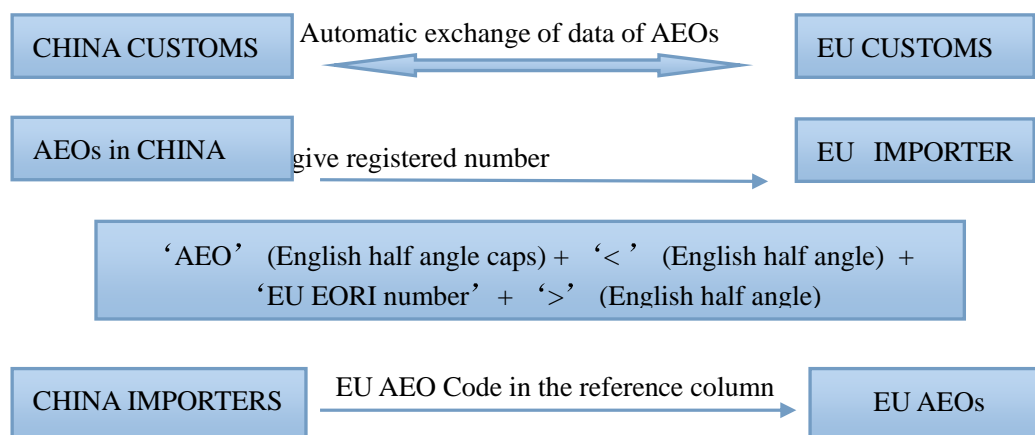 CHINA CUSTOMS
Automatic exchange of data of AEOs
EU CUSTOMS
AEOs in CHINA
give registered number
EU IMPORTER
‘AEO’ (English half angle caps) + ‘<’ (English half angle) +
‘EU EORI number’ + ‘>’ (English half angle)
CHINA IMPORTERS
EU AEO Code in the reference column
EU AEOs